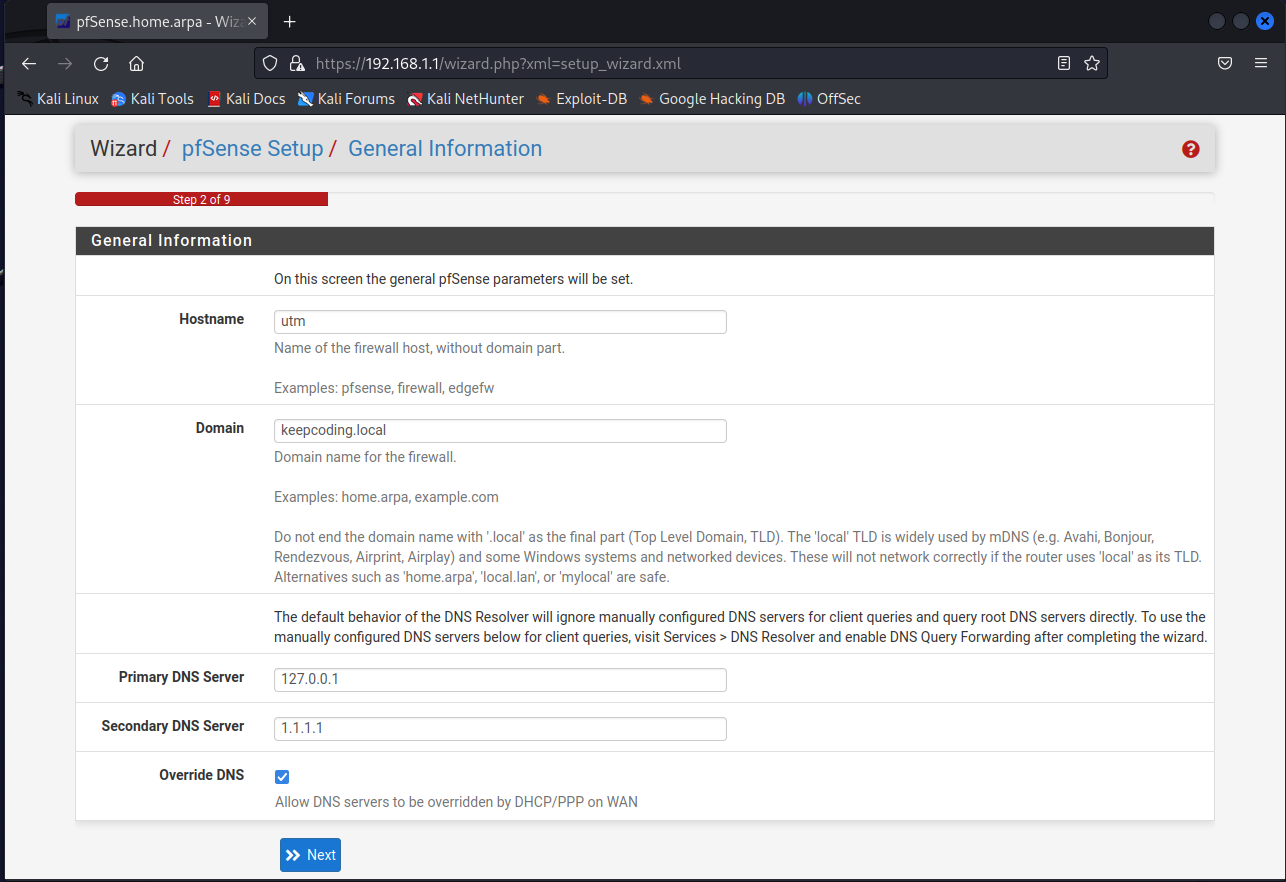 pfSense.home.arpa - Wiz
https://192.168.1.1/wizard.php?xml=setup_wizard.xml
Kali Linux Kali Tools Kali Docs Kali Forums Kali NetHunter Exploit-DB Google Hacking DB OffSec
Wizard / pfSense Setup / General Information
Step 2 of 9
General Information
On this screen the general pfSense parameters will be set.
Hostname utm
Name of the firewall host, without domain part.
Examples: pfsense, firewall, edgefw
Domain keepcoding.local
Domain name for the firewall.
Examples: home.arpa, example.com
Do not end the domain name with '.local' as the final part (Top Level Domain, TLD). The 'local' TLD is widely used by mDNS (e.g. Avahi, Bonjour,
Rendezvous, Airprint, Airplay) and some Windows systems and networked devices. These will not network correctly if the router uses 'local' as its TLD.
Alternatives such as 'home.arpa', 'local.lan', or 'mylocal' are safe.
The default behavior of the DNS Resolver will ignore manually configured DNS servers for client queries and query root DNS servers directly. To use the
manually configured DNS servers below for client queries, visit Services > DNS Resolver and enable DNS Query Forwarding after completing the wizard.
Primary DNS Server 127.0.0.1
Secondary DNS Server 1.1.1.1
Override DNS
Allow DNS servers to be overridden by DHCP/PPP on WAN
Next